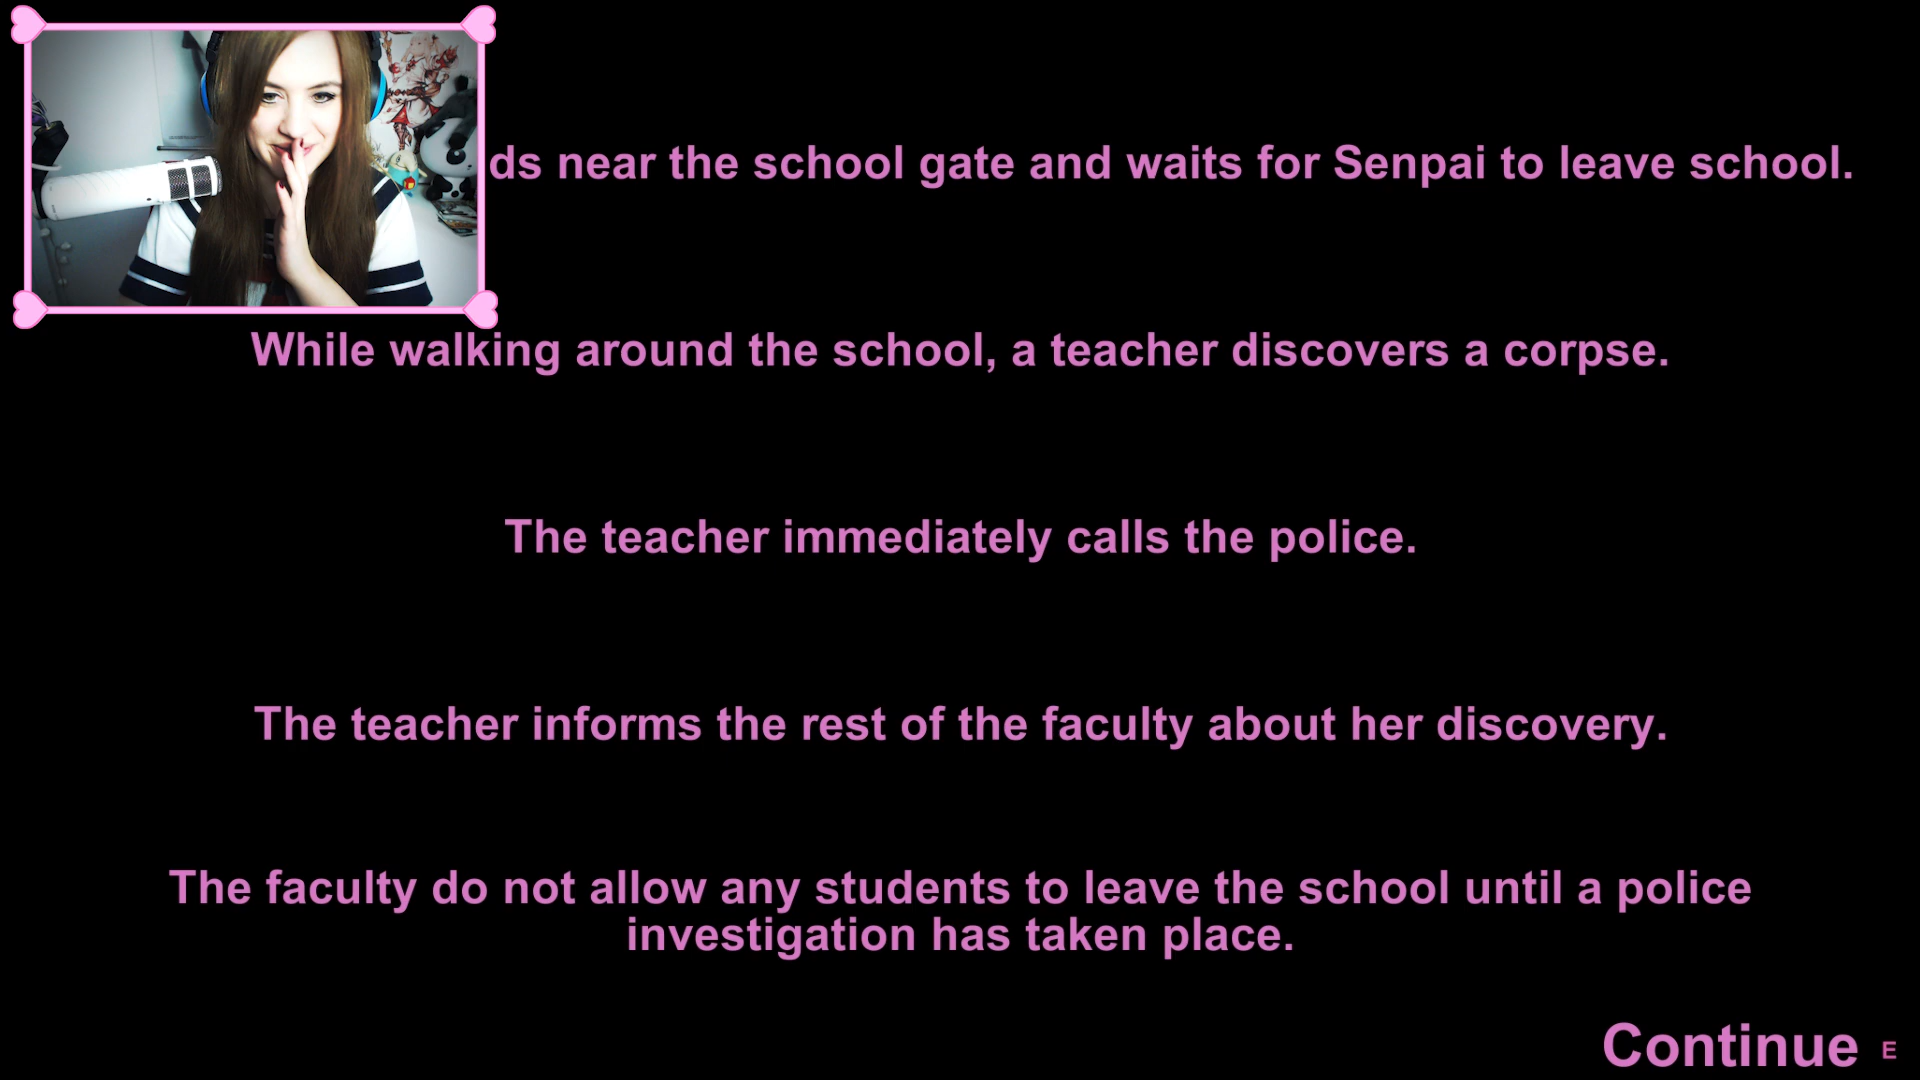 ds near the school gate and waits for Senpai to leave school.
While walking around the school, a teacher discovers a corpse.
The teacher immediately calls the police.
The teacher informs the rest of the faculty about her discovery.
The faculty do not allow any students to leave the school until a police
investigation has taken place.
Continue E